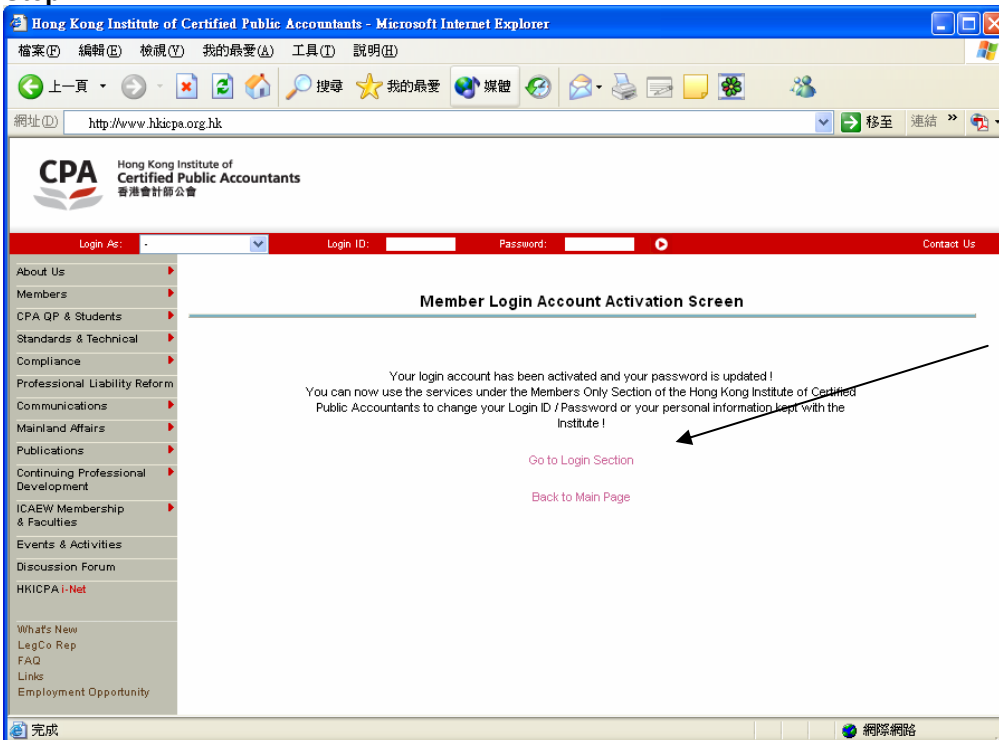 Hong Kong Institute of Certified Public Accountants - Microsoft Internet Explorer
檔案(F) 編輯(E) 檢視(V) 我的最愛(A) 工具(T) 說明(H)
上一頁 搜尋 我的最愛 媒體
網址(D) http://www.hkicpa.org.hk 移至 連結 »
CPA
Hong Kong Institute of
Certified Public Accountants
香港會計師公會
Login As: - Login ID: Password: Contact Us
About Us
Members
CPA QP & Students
Standards & Technical
Compliance
Professional Liability Reform
Communications
Mainland Affairs
Publications
Continuing Professional
Development
ICAEW Membership
& Faculties
Events & Activities
Discussion Forum
HKICPA i-Net
What's New
LegCo Rep
FAQ
Links
Employment Opportunity
Member Login Account Activation Screen
Your login account has been activated and your password is updated !
You can now use the services under the Members Only Section of the Hong Kong Institute of Certified
Public Accountants to change your Login ID / Password or your personal information kept with the
Institute !
Go to Login Section
Back to Main Page
完成 網際網路